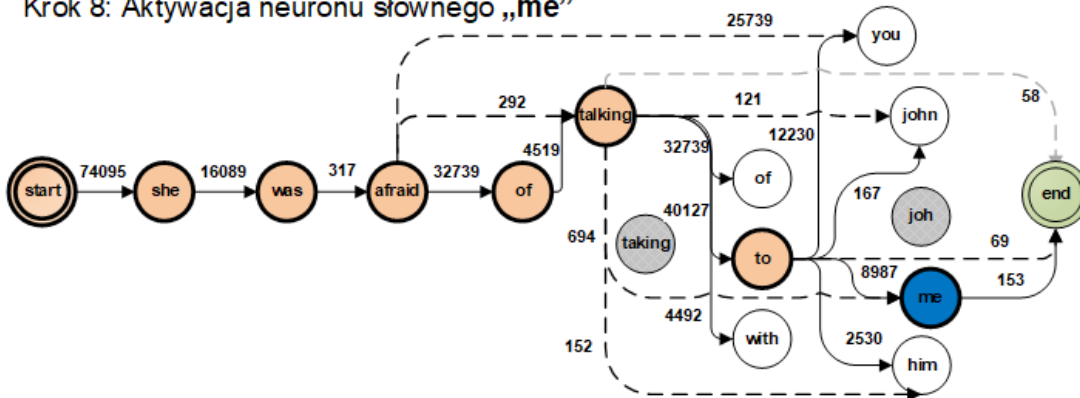 Krok 8: Aktywacja neuronu słownego „me”
25739
you
58
292
talking
121
john
12230
4519
32739
74095
16089
317
32739
of
start
she
was
afraid
of
167
end
joh
40127
694
taking
to
69
8987
me
153
4492
with
152
2530
him